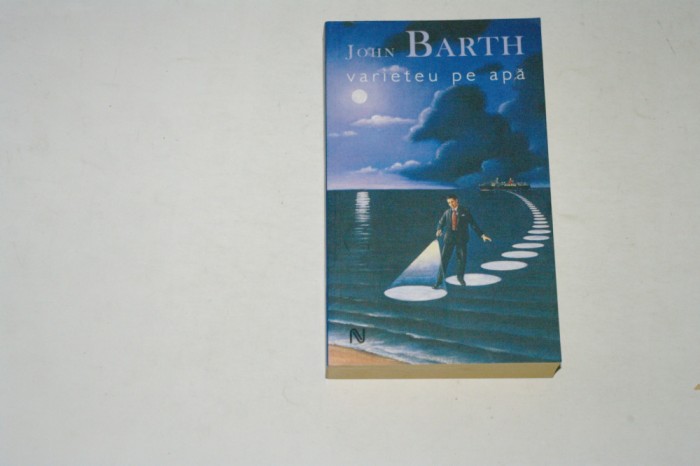 JOHN BARTH
varieteu pe apă
N